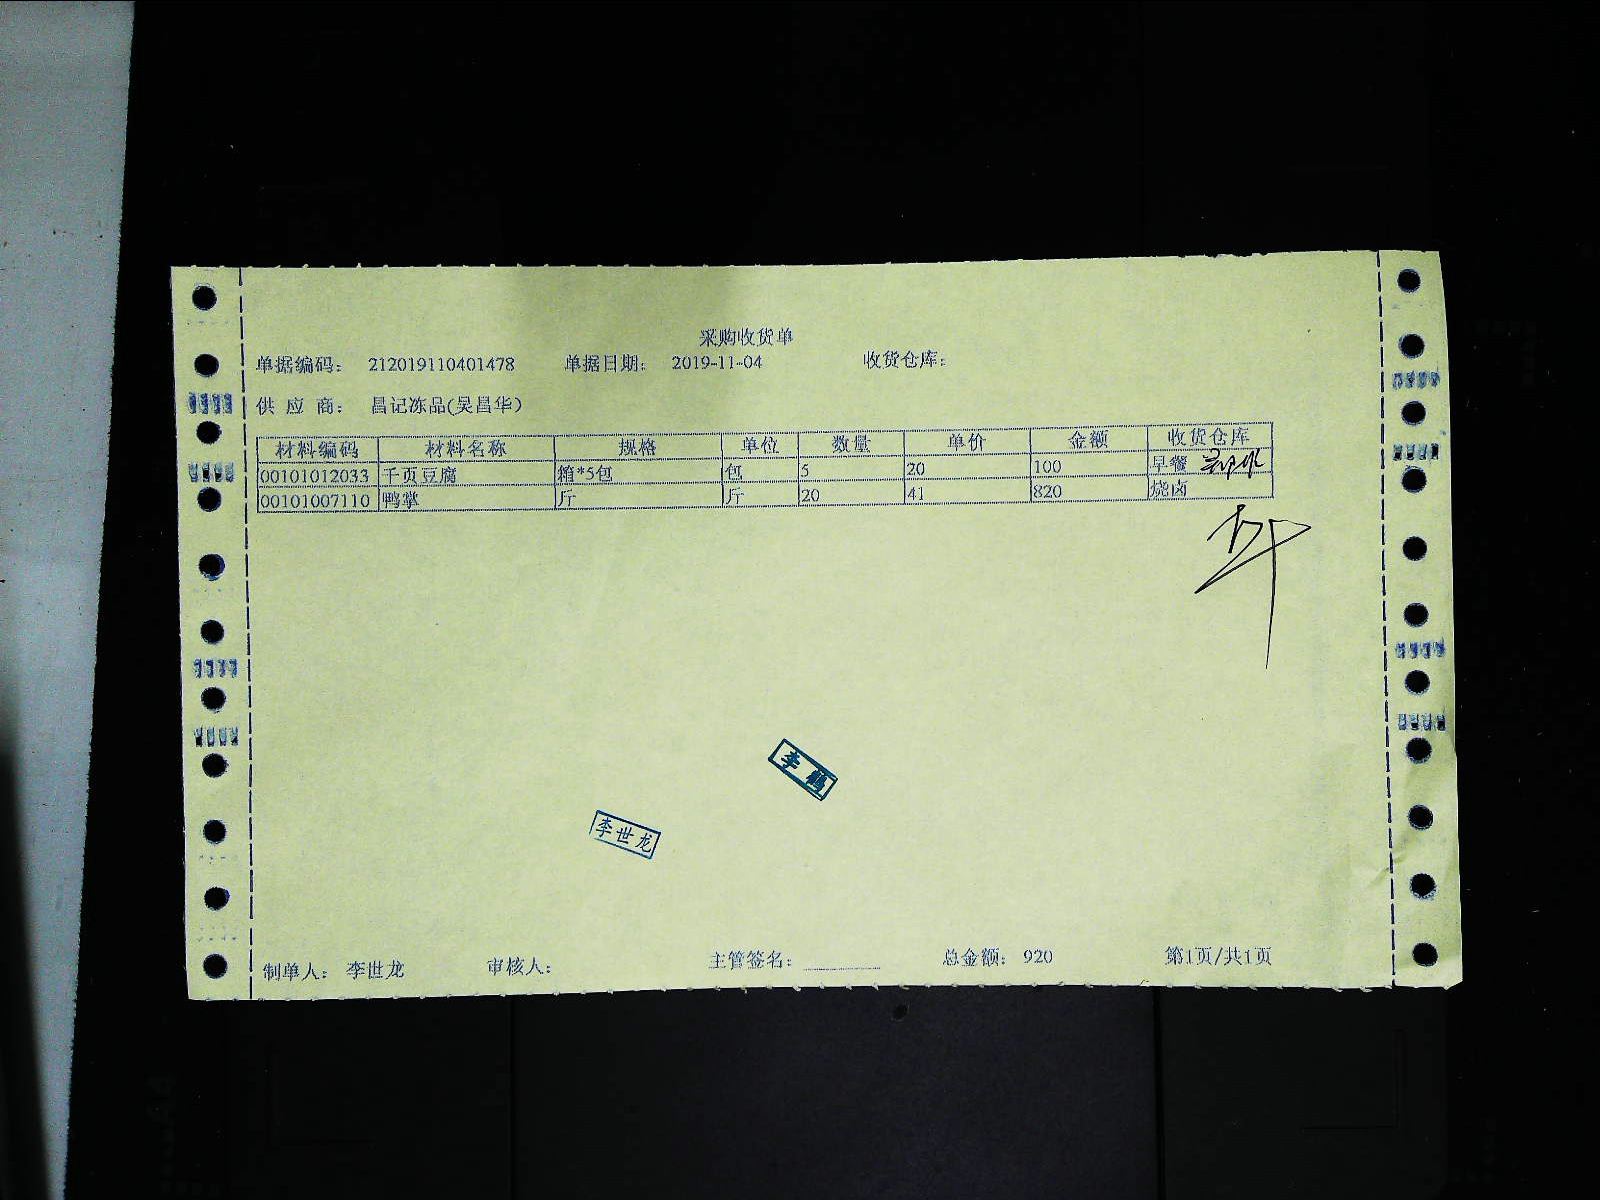 采购收货单
单据编码： 212019110401478 单据日期： 2019-11-04 收货仓库：
供 应 商： 昌记冻品(吴昌华)
材料编码 材料名称 规格 单位 数量 单价 金额 收货仓库
00101012033 千页豆腐 箱*5包 包 5 20 100 早餐
00101007110 鸭掌 斤 斤 20 41 820 烧卤
李鹤
李世龙
制单人： 李世龙 审核人： 主管签名： 总金额： 920 第1页/共1页